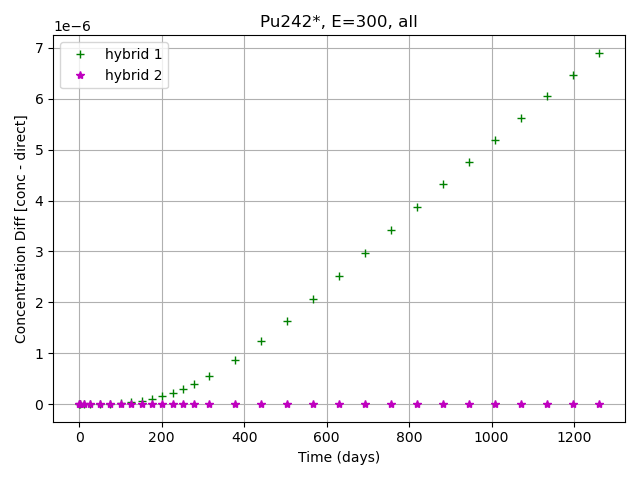 Pu242*, E=300, all
1e−6
hybrid 1
hybrid 2
7
6
5
4
3
2
1
0
Concentration Diff [conc - direct]
0 200 400 600 800 1000 1200
Time (days)